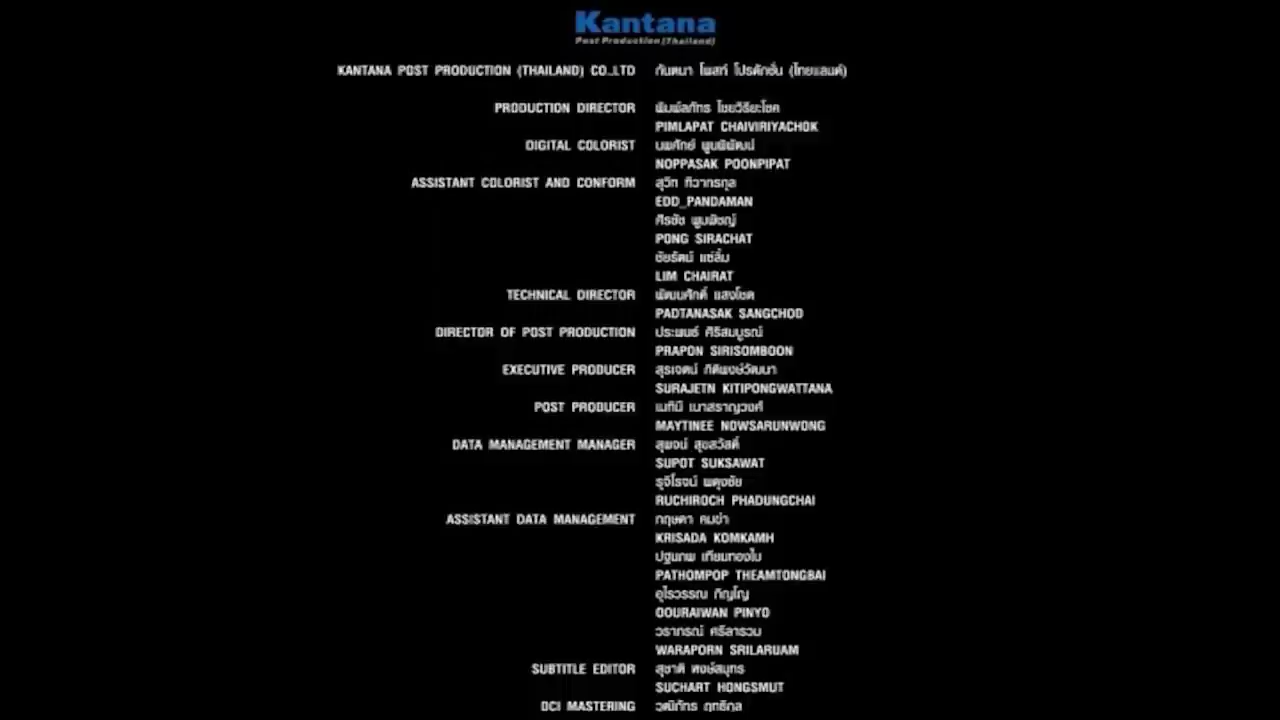 Kantana
Post Production (Thailand)
KANTANA POST PRODUCTION (THAILAND) CO.,LTD กันตนา โพสท์ โปรดักชั่น (ไทยแลนด์)
PRODUCTION DIRECTOR พิมพ์ลภัทร ไชยวิริยะโชค
PIMLAPAT CHAIVIRIYACHOK
DIGITAL COLORIST นพศักย์ พูนพิพัฒน์
NOPPASAK POONPIPAT
ASSISTANT COLORIST AND CONFORM สุวิท ทิวาทรกุล
EDD_PANDAMAN
ศิรชัช พูนพิชญ์
PONG SIRACHAT
ชัยรัตน์ แซ่ลิ้ม
LIM CHAIRAT
TECHNICAL DIRECTOR พัฒนศักดิ์ แสงโชต
PADTANASAK SANGCHOD
DIRECTOR OF POST PRODUCTION ประพนธ์ ศิริสมบูรณ์
PRAPON SIRISOMBOON
EXECUTIVE PRODUCER สุรเจตน์ กิติพงษ์วัฒนา
SURAJETN KITIPONGWATTANA
POST PRODUCER เมทินี เนาสราญวงศ์
MAYTINEE NOWSARUNWONG
DATA MANAGEMENT MANAGER สุพจน์ สุขสวัสดิ์
SUPOT SUKSAWAT
รุจิโรจน์ ผดุงชัย
RUCHIROCH PHADUNGCHAI
ASSISTANT DATA MANAGEMENT กฤษดา คมขำ
KRISADA KOMKAMH
ปฐมภพ เทียมทองใบ
PATHOMPOP THEAMTONGBAI
อุไรวรรณ ภิญโญ
OOURAIWAN PINYO
วราภรณ์ ศรีลารวม
WARAPORN SRILARUAM
SUBTITLE EDITOR สุชาติ หงษ์สมุทร
SUCHART HONGSMUT
DCI MASTERING วุฒิภัทร ฤทธิกุล